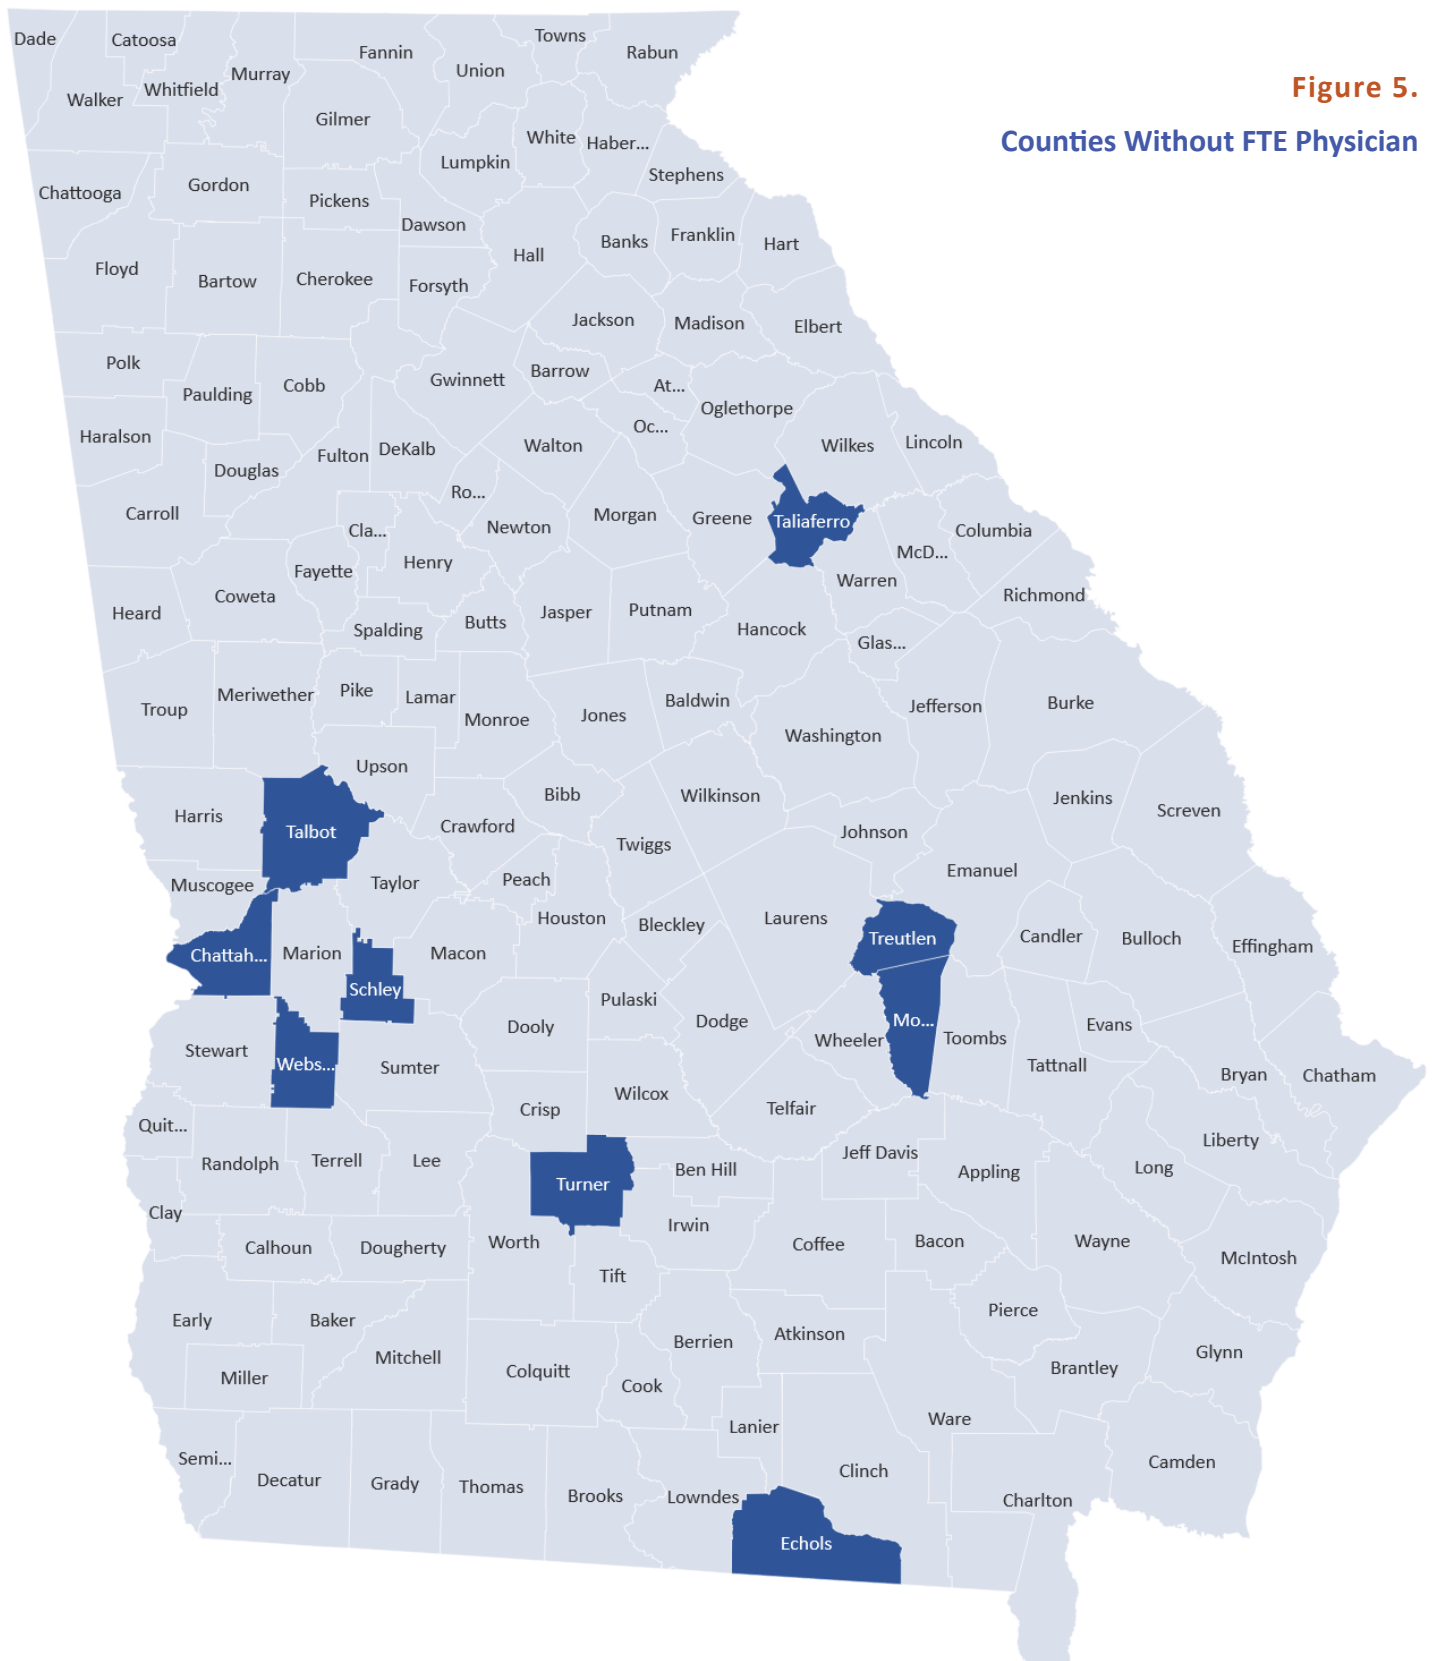 Figure 5.
Counties Without FTE Physician
Dade
Catoosa
Fannin
Towns
Rabun
Union
Murray
Whitfield
Walker
Gilmer
White
Haber...
Lumpkin
Stephens
Chattooga
Gordon
Pickens
Dawson
Hall
Banks
Franklin
Hart
Floyd
Bartow
Cherokee
Forsyth
Jackson
Madison
Elbert
Polk
Paulding
Cobb
Gwinnett
Barrow
At...
Oglethorpe
Oc...
Haralson
Douglas
Fulton
DeKalb
Walton
Wilkes
Lincoln
Carroll
Ro...
Cla...
Newton
Morgan
Greene
Taliaferro
McD...
Columbia
Henry
Fayette
Coweta
Heard
Warren
Richmond
Spalding
Butts
Jasper
Putnam
Hancock
Glas...
Troup
Meriwether
Pike
Lamar
Monroe
Jones
Baldwin
Washington
Jefferson
Burke
Upson
Bibb
Wilkinson
Jenkins
Screven
Harris
Talbot
Crawford
Twiggs
Johnson
Emanuel
Muscogee
Taylor
Peach
Houston
Bleckley
Laurens
Treutlen
Candler
Bulloch
Effingham
Chattah...
Marion
Schley
Macon
Pulaski
Dodge
Mo...
Wheeler
Toombs
Evans
Tattnall
Dooly
Stewart
Webs...
Sumter
Crisp
Wilcox
Telfair
Bryan
Chatham
Quit...
Randolph
Terrell
Lee
Turner
Ben Hill
Jeff Davis
Appling
Long
Liberty
Clay
Calhoun
Dougherty
Worth
Irwin
Tift
Coffee
Bacon
Wayne
McIntosh
Early
Baker
Mitchell
Miller
Colquitt
Cook
Berrien
Atkinson
Pierce
Brantley
Glynn
Lanier
Ware
Clinch
Camden
Semi...
Decatur
Grady
Thomas
Brooks
Lowndes
Echols
Charlton